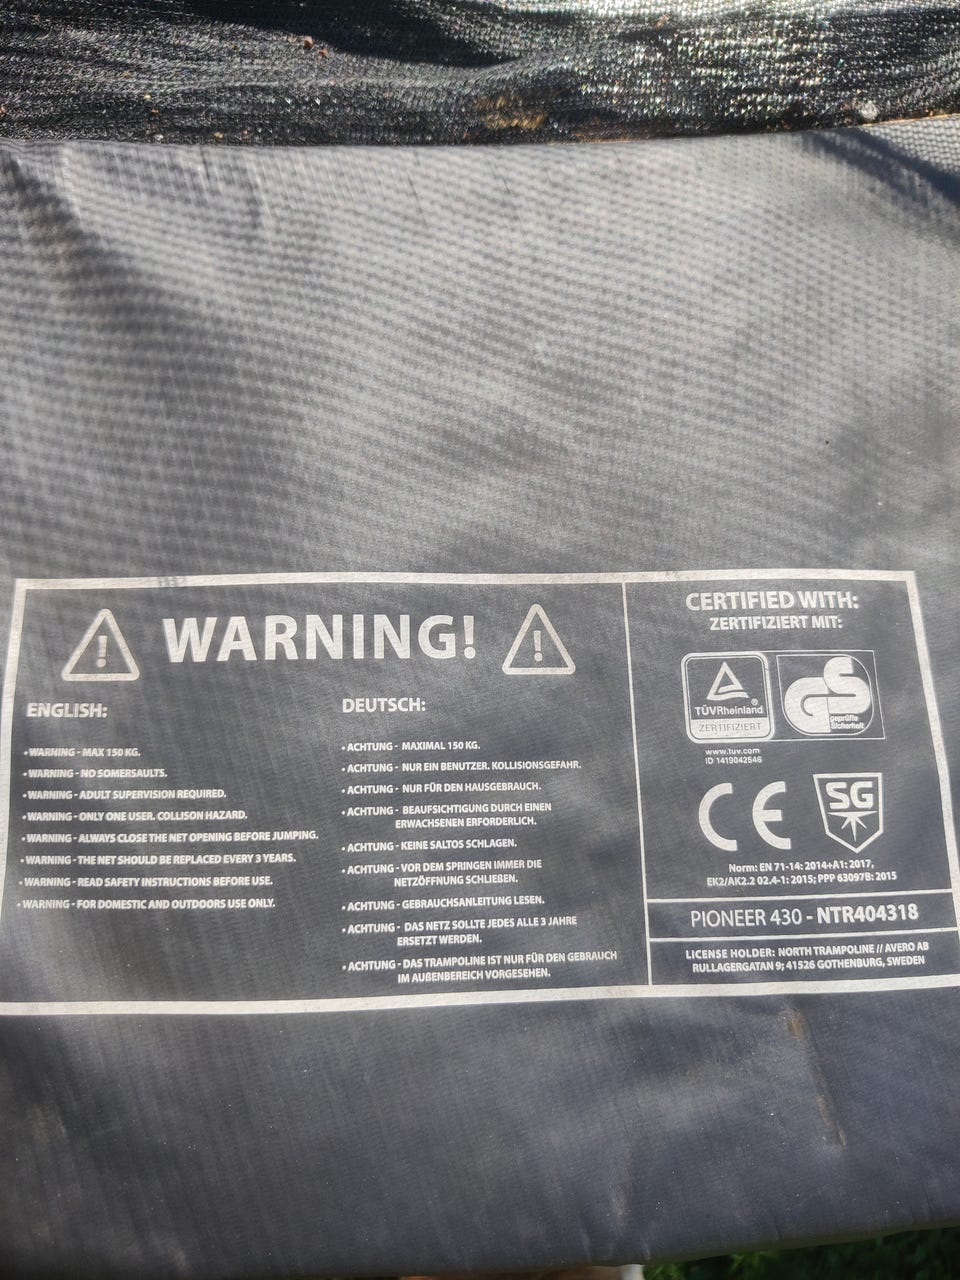 WARNING!
ENGLISH:
• WARNING - MAX 150 KG.
• WARNING - NO SOMERSAULTS.
• WARNING - ADULT SUPERVISION REQUIRED.
• WARNING - ONLY ONE USER. COLLISON HAZARD.
• WARNING - ALWAYS CLOSE THE NET OPENING BEFORE JUMPING.
• WARNING - THE NET SHOULD BE REPLACED EVERY 3 YEARS.
• WARNING - READ SAFETY INSTRUCTIONS BEFORE USE.
• WARNING - FOR DOMESTIC AND OUTDOORS USE ONLY.
DEUTSCH:
• ACHTUNG - MAXIMAL 150 KG.
• ACHTUNG - NUR EIN BENUTZER. KOLLISIONSGEFAHR.
• ACHTUNG - NUR FÜR DEN HAUSGEBRAUCH.
• ACHTUNG - BEAUFSICHTIGUNG DURCH EINEN
ERWACHSENEN ERFORDERLICH.
• ACHTUNG - KEINE SALTOS SCHLAGEN.
• ACHTUNG - VOR DEM SPRINGEN IMMER DIE
NETZÖFFNUNG SCHLIEßEN.
• ACHTUNG - GEBRAUCHSANLEITUNG LESEN.
• ACHTUNG - DAS NETZ SOLLTE JEDES ALLE 3 JAHRE
ERSETZT WERDEN.
• ACHTUNG - DAS TRAMPOLINE IST NUR FÜR DEN GEBRAUCH
IM AUßENBEREICH VORGESEHEN.
CERTIFIED WITH:
ZERTIFIZIERT MIT:
TÜVRheinland®
ZERTIFIZIERT
GS
geprüfte
Sicherheit
www.tuv.com
ID 1419042546
CE
SG
Norm: EN 71-14: 2014+A1: 2017,
EK2/AK2.2 02.4-1: 2015; PPP 63097B: 2015
PIONEER 430 - NTR404318
LICENSE HOLDER: NORTH TRAMPOLINE // AVERO AB
RULLAGERGATAN 9; 41526 GOTHENBURG, SWEDEN